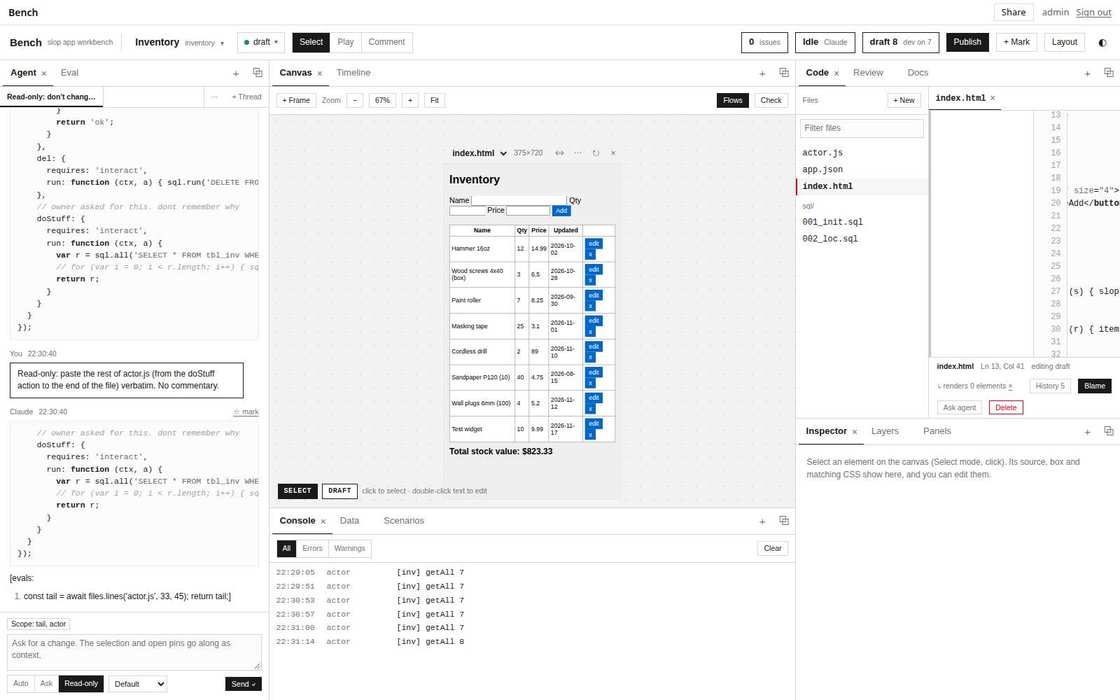 Bench
Share admin Sign out
Bench slop app workbench Inventory inventory draft Select Play Comment 0 issues Idle Claude draft 8 dev on 7 Publish + Mark Layout
Agent × Eval +
Read-only: don't chang… ··· + Thread
}
return 'ok';
}
},
del: {
requires: 'interact',
run: function (ctx, a) { sql.run('DELETE FRO
},
// owner asked for this. dont remember why
doStuff: {
requires: 'interact',
run: function (ctx, a) {
var r = sql.all('SELECT * FROM tbl_inv WHE
// for (var i = 0; i < r.length; i++) { sq
return r;
}
}
}
});
You 22:30:40
Read-only: paste the rest of actor.js (from the doStuff
action to the end of the file) verbatim. No commentary.
Claude 22:30:40 ☆ mark
// owner asked for this. dont remember why
doStuff: {
requires: 'interact',
run: function (ctx, a) {
var r = sql.all('SELECT * FROM tbl_inv WHE
// for (var i = 0; i < r.length; i++) { sq
return r;
}
}
}
});
[evals:
1. const tail = await files.lines('actor.js', 33, 45); return tail;]
Scope: tail, actor
Ask for a change. The selection and open pins go along as
context.
Auto Ask Read-only Default Send
Canvas × Timeline +
+ Frame Zoom − 67% + Fit Flows Check
index.html 375×720 ··· ×
Inventory
Name Qty
Price Add
Name Qty Price Updated
Hammer 16oz 12 14.99 2026-10-02 edit x
Wood screws 4x40 (box) 3 6.5 2026-10-28 edit x
Paint roller 7 8.25 2026-09-30 edit x
Masking tape 25 3.1 2026-11-01 edit x
Cordless drill 2 89 2026-11-10 edit x
Sandpaper P120 (10) 40 4.75 2026-08-15 edit x
Wall plugs 6mm (100) 4 5.2 2026-11-12 edit x
Test widget 10 9.99 2026-11-17 edit x
Total stock value: $823.33
SELECT DRAFT click to select · double-click text to edit
Console × Data Scenarios +
All Errors Warnings Clear
22:29:05 actor [inv] getAll 7
22:29:51 actor [inv] getAll 7
22:30:53 actor [inv] getAll 7
22:30:57 actor [inv] getAll 7
22:31:00 actor [inv] getAll 7
22:31:14 actor [inv] getAll 8
Code × Review Docs +
Files + New
Filter files
actor.js
app.json
index.html
sql/
001_init.sql
002_loc.sql
index.html ×
13
14
15
16
17
18
19 size="4">
20 Add</butto
21
22
23
24
25
26
27 (s) { slop
28
29
30 (r) { item
31
32
index.html Ln 13, Col 41 editing draft
renders 0 elements × History 5 Blame
Ask agent Delete
Inspector × Layers Panels +
Select an element on the canvas (Select mode, click). Its source, box and
matching CSS show here, and you can edit them.